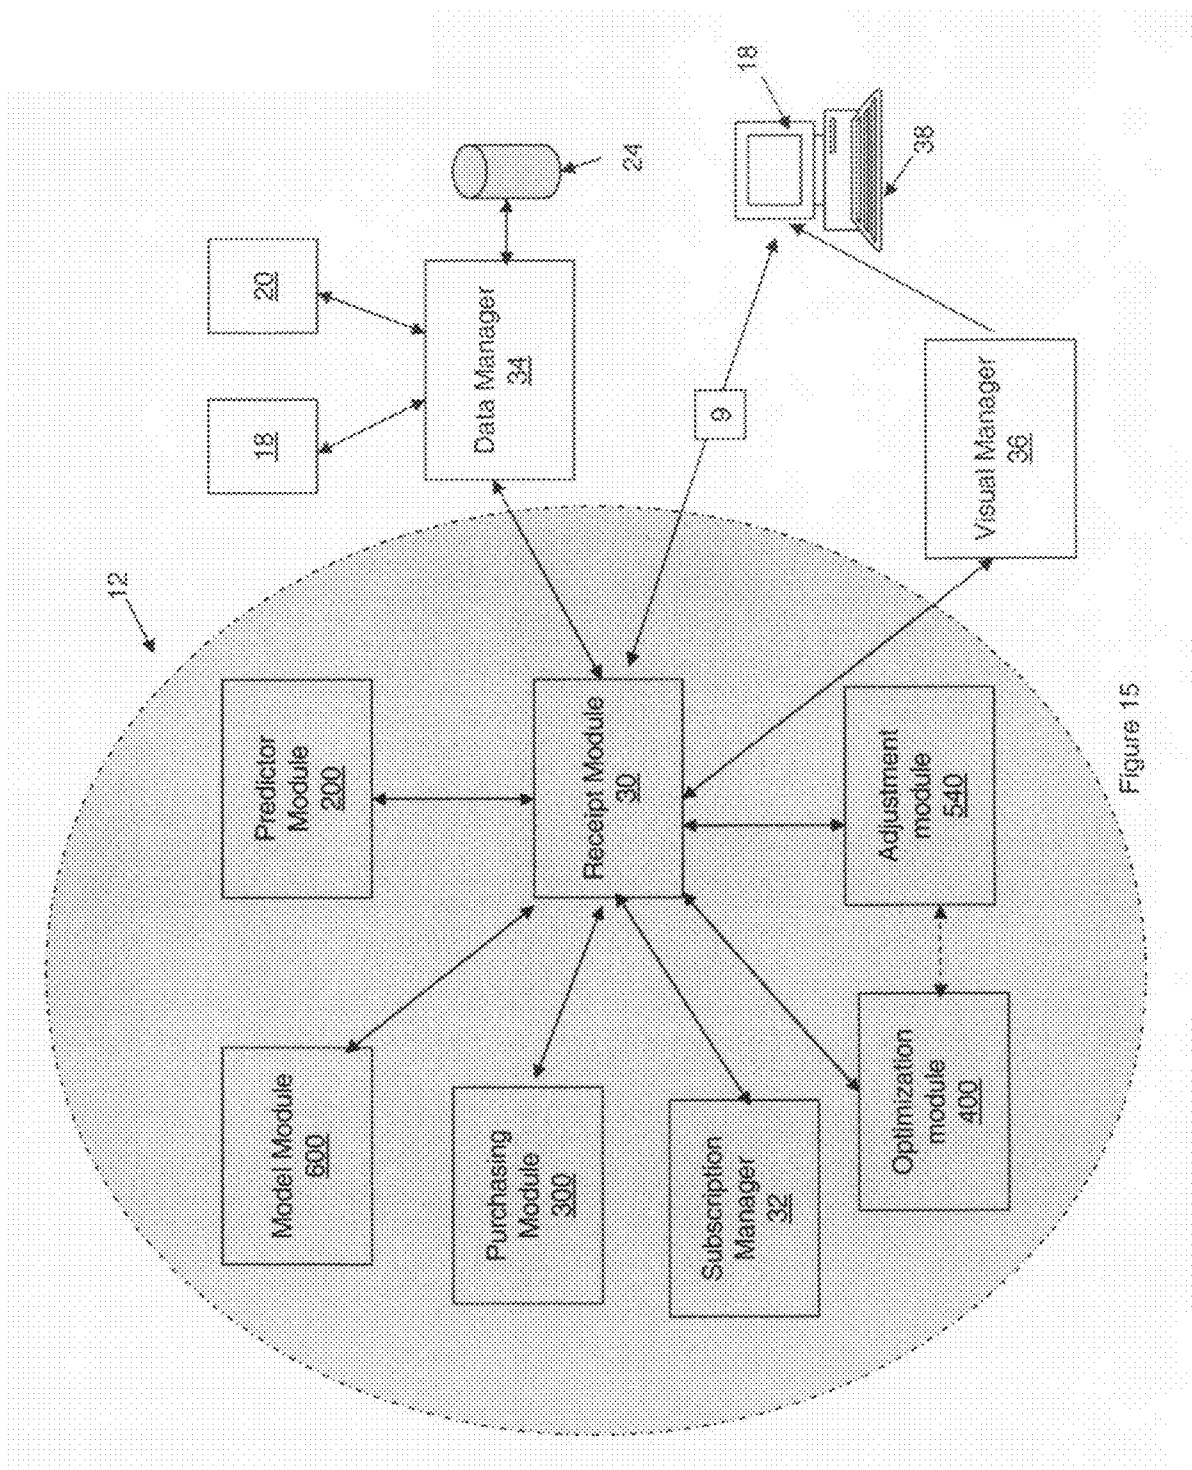 12
18
20
Data Manager
34
24
9
18
38
Visual Manager
36
Predictor
Module
200
Receipt Module
30
Adjustment
module
540
Model Module
600
Purchasing
Module
300
Subscription
Manager
32
Optimization
module
400
Figure 15